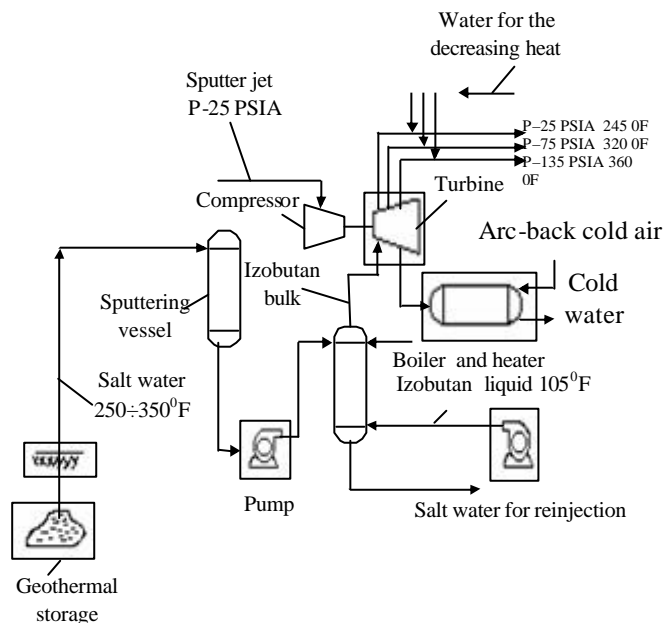 Water for the
decreasing heat
Sputter jet
P-25 PSIA
P–25 PSIA 245 0F
P–75 PSIA 320 0F
P–135 PSIA 360
0F
Compressor
Turbine
Arc-back cold air
Izobutan
bulk
Cold
water
Sputtering
vessel
Boiler and heater
Izobutan liquid 105⁰F
Salt water
250÷350⁰F
Pump
Salt water for reinjection
Geothermal
storage